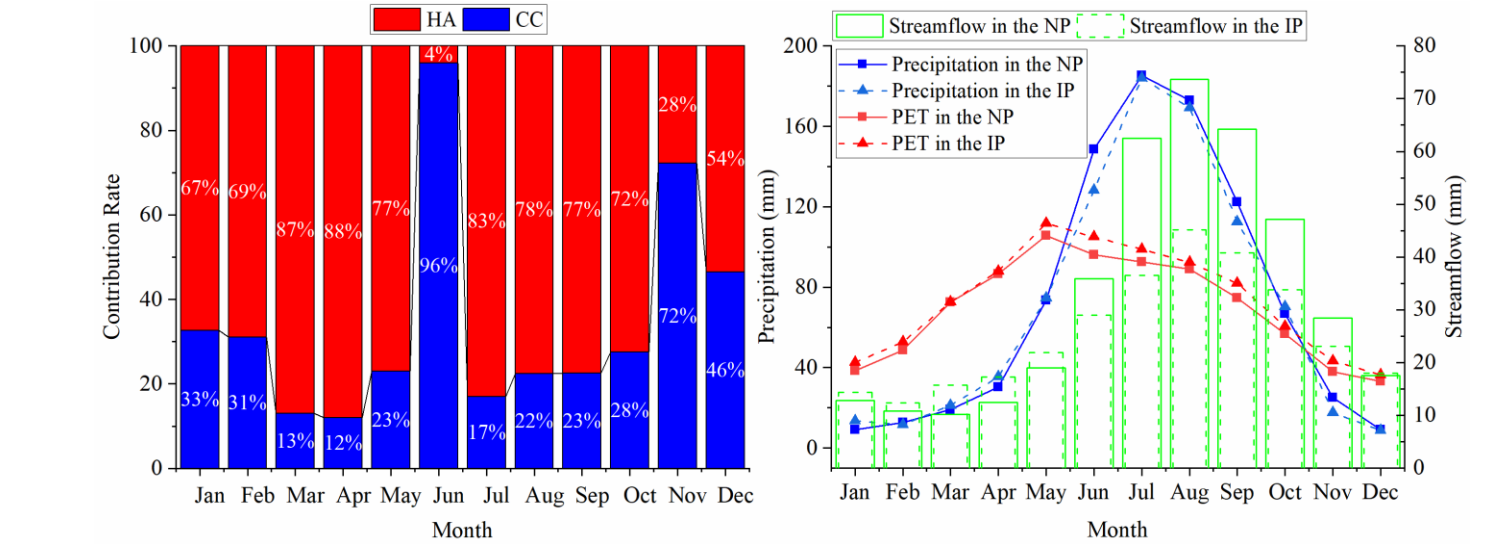 HA CC
100
80
60
40
20
0
Contribution Rate
67% 69% 87% 88% 77% 4% 83% 78% 77% 72% 28% 54%
33% 31% 13% 12% 23% 96% 17% 22% 23% 28% 72% 46%
Jan Feb Mar Apr May Jun Jul Aug Sep Oct Nov Dec
Month
Streamflow in the NP Streamflow in the IP
Precipitation in the NP
Precipitation in the IP
PET in the NP
PET in the IP
200
160
120
80
40
0
Precipitation (mm)
80
70
60
50
40
30
20
10
0
Streamflow (mm)
Jan Feb Mar Apr May Jun Jul Aug Sep Oct Nov Dec
Month